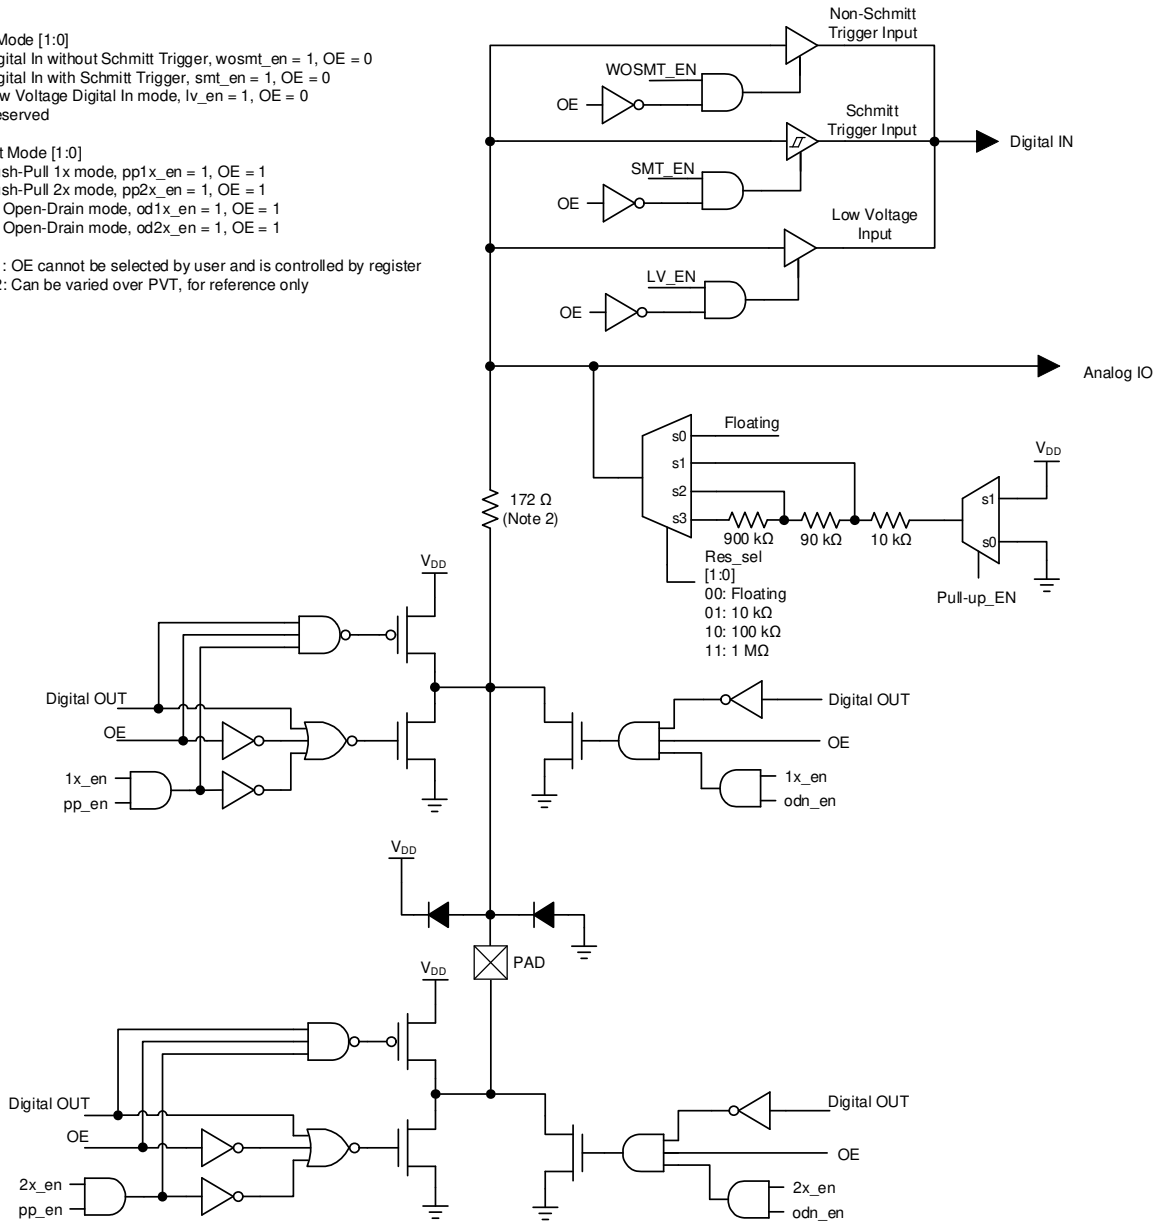 Mode [1:0]
gital In without Schmitt Trigger, wosmt_en = 1, OE = 0
gital In with Schmitt Trigger, smt_en = 1, OE = 0
w Voltage Digital In mode, lv_en = 1, OE = 0
eserved
t Mode [1:0]
sh-Pull 1x mode, pp1x_en = 1, OE = 1
sh-Pull 2x mode, pp2x_en = 1, OE = 1
Open-Drain mode, od1x_en = 1, OE = 1
Open-Drain mode, od2x_en = 1, OE = 1
: OE cannot be selected by user and is controlled by register
2: Can be varied over PVT, for reference only
Non-Schmitt
Trigger Input
WOSMT_EN
OE
Schmitt
Trigger Input
Digital IN
SMT_EN
OE
Low Voltage
Input
LV_EN
OE
Analog IO
Floating
s0
s1
s2
s3
900 kΩ
90 kΩ
10 kΩ
VDD
s1
s0
Pull-up_EN
Res_sel
[1:0]
00: Floating
01: 10 kΩ
10: 100 kΩ
11: 1 MΩ
172 Ω
(Note 2)
VDD
Digital OUT
OE
1x_en
pp_en
Digital OUT
OE
1x_en
odn_en
VDD
PAD
VDD
Digital OUT
OE
2x_en
pp_en
Digital OUT
OE
2x_en
odn_en